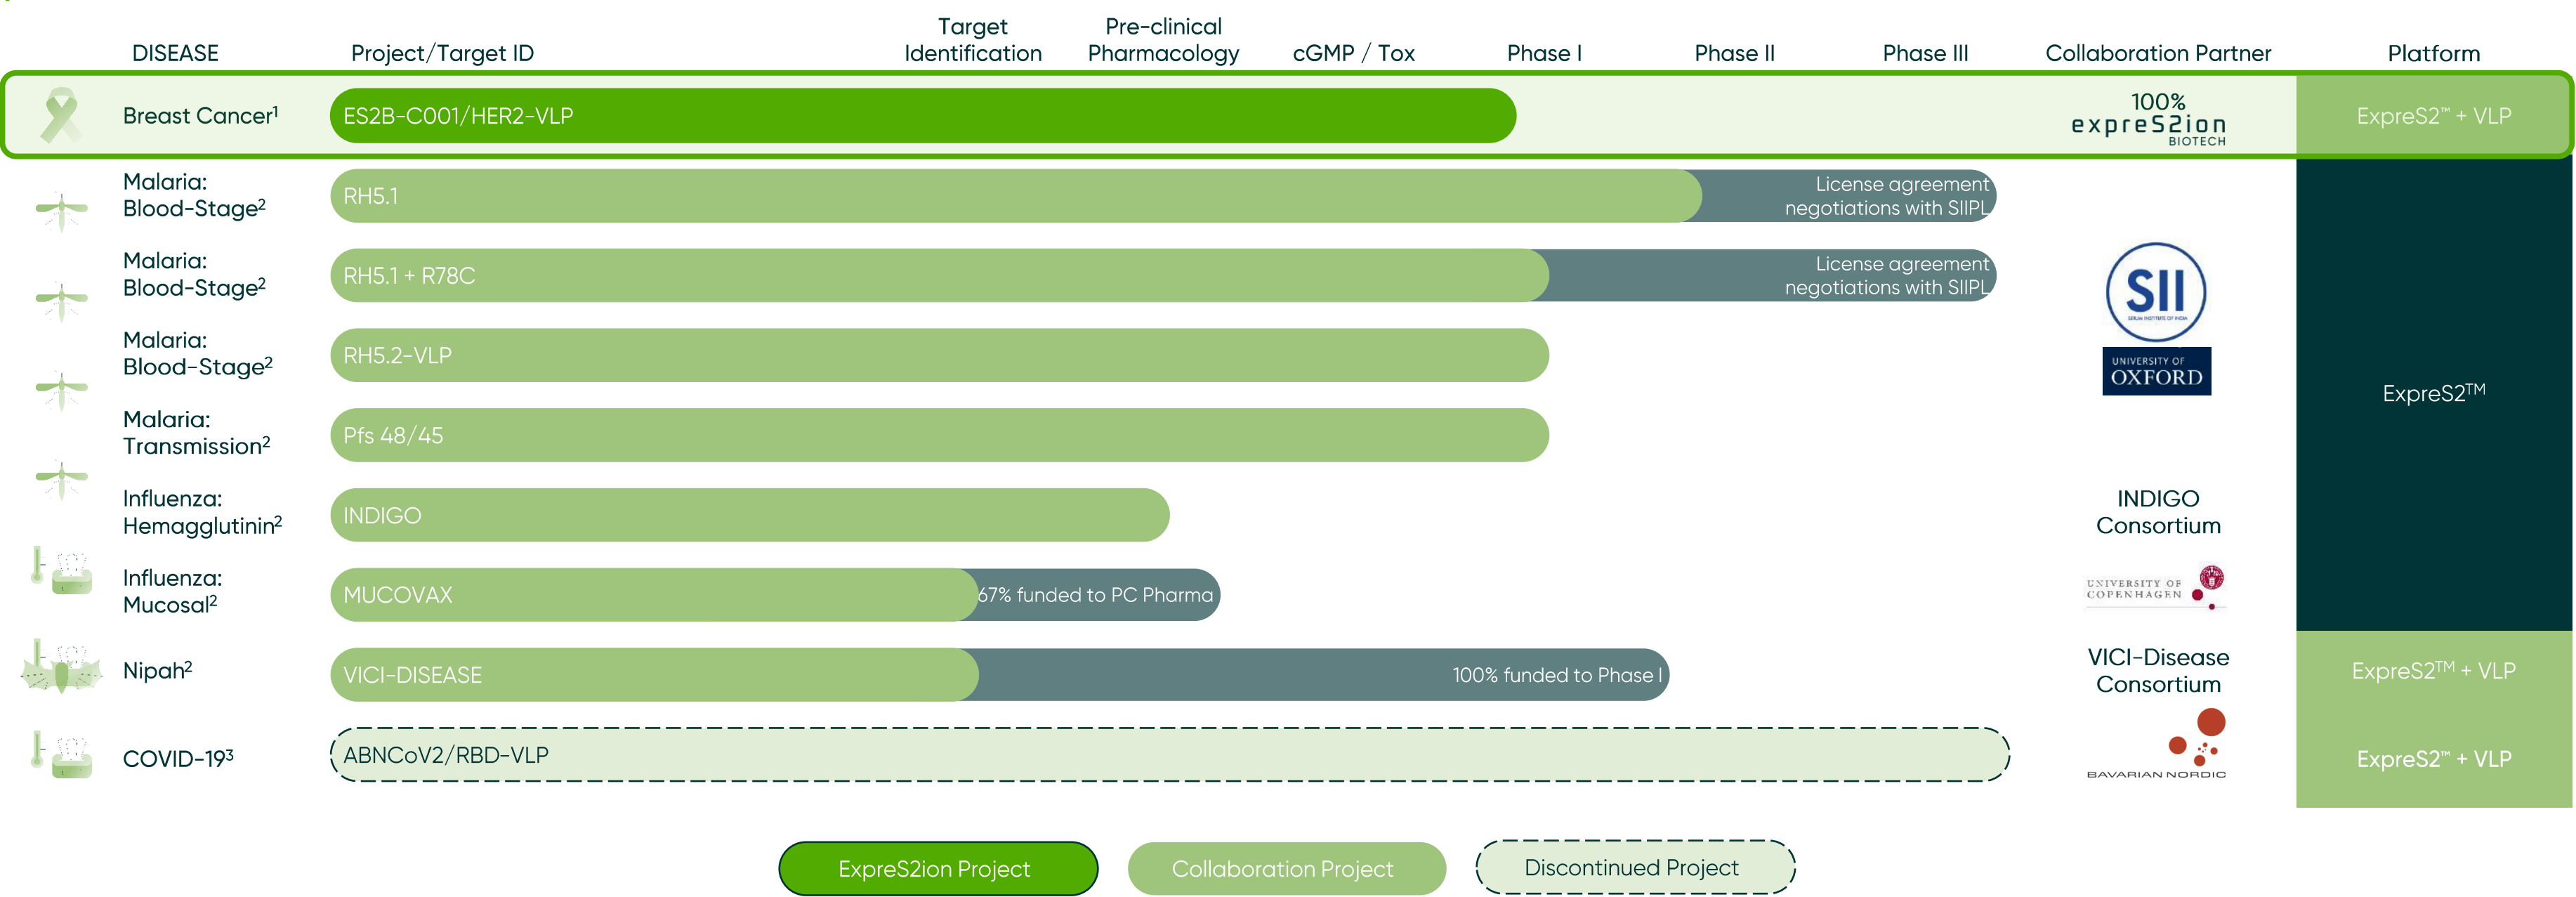 DISEASE
Project/Target ID
Target
Identification
Pre-clinical
Pharmacology
cGMP / Tox
Phase I
Phase II
Phase III
Collaboration Partner
Platform
Breast Cancer¹
ES2B-C001/HER2-VLP
100%
expreS2ion
BIOTECH
ExpreS2™ + VLP
Malaria:
Blood-Stage²
RH5.1
License agreement
negotiations with SIIPL
Malaria:
Blood-Stage²
RH5.1 + R78C
License agreement
negotiations with SIIPL
Malaria:
Blood-Stage²
RH5.2-VLP
SII
SERUM INSTITUTE OF INDIA
UNIVERSITY OF
OXFORD
ExpreS2™
Malaria:
Transmission²
Pfs 48/45
Influenza:
Hemagglutinin²
INDIGO
INDIGO
Consortium
Influenza:
Mucosal²
MUCOVAX
67% funded to PC Pharma
UNIVERSITY OF
COPENHAGEN
Nipah²
VICI-DISEASE
100% funded to Phase I
VICI-Disease
Consortium
ExpreS2™ + VLP
COVID-19³
ABNCoV2/RBD-VLP
BAVARIAN NORDIC
ExpreS2™ + VLP
ExpreS2ion Project
Collaboration Project
Discontinued Project